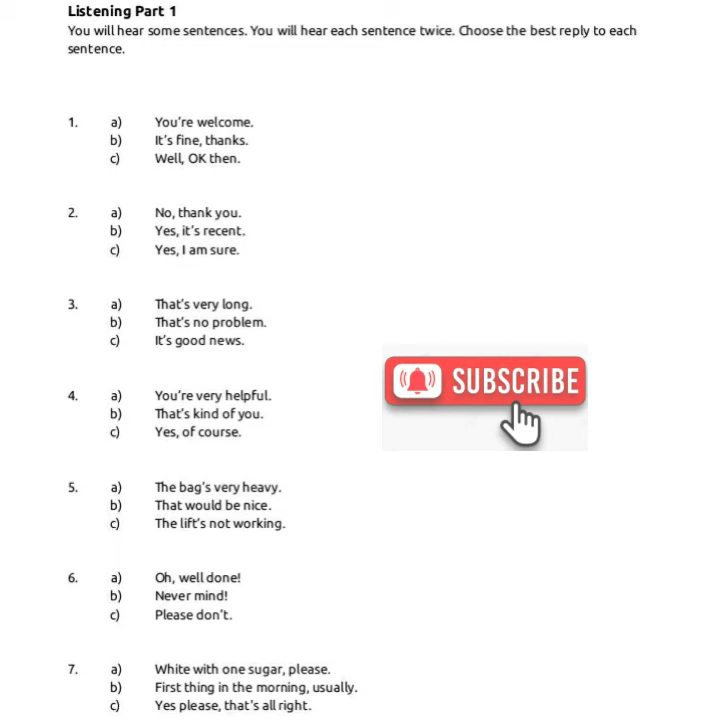 Listening Part 1
You will hear some sentences. You will hear each sentence twice. Choose the best reply to each
sentence.
1. a) You're welcome.
b) It's fine, thanks.
c) Well, OK then.
2. a) No, thank you.
b) Yes, it's recent.
c) Yes, I am sure.
3. a) That's very long.
b) That's no problem.
c) It's good news.
SUBSCRIBE
4. a) You're very helpful.
b) That's kind of you.
c) Yes, of course.
5. a) The bag's very heavy.
b) That would be nice.
c) The lift's not working.
6. a) Oh, well done!
b) Never mind!
c) Please don't.
7. a) White with one sugar, please.
b) First thing in the morning, usually.
c) Yes please, that's all right.